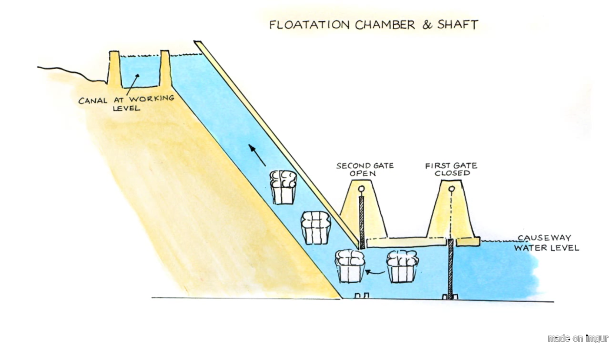 FLOATATION CHAMBER & SHAFT
CANAL AT WORKING
LEVEL
SECOND GATE
OPEN
FIRST GATE
CLOSED
CAUSEWAY
WATER LEVEL
made on imgur